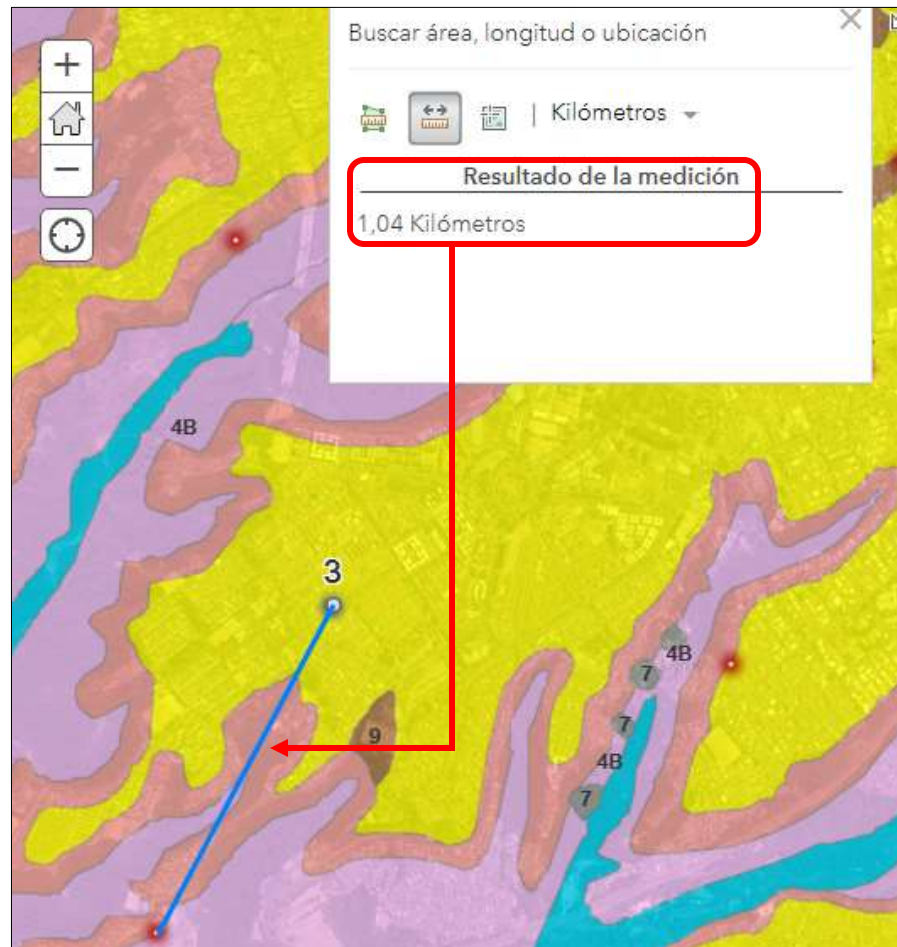 Buscar área, longitud o ubicación
| Kilómetros
Resultado de la medición
1,04 Kilómetros
4B
3
4B
7
7
9
4B
7